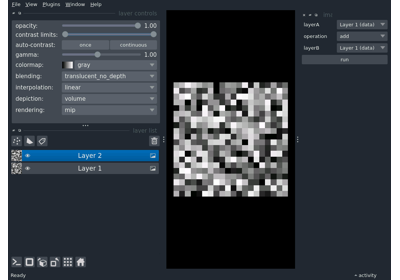 File View Plugins Window Help
layer controls
opacity: 1.00
contrast limits:
auto-contrast: once continuous
gamma: 1.00
colormap: gray
blending: translucent_no_depth
interpolation: linear
depiction: volume
rendering: mip
layer list
Layer 2
Layer 1
layerA Layer 1 (data)
operation add
layerB Layer 1 (data)
run
Ready
activity